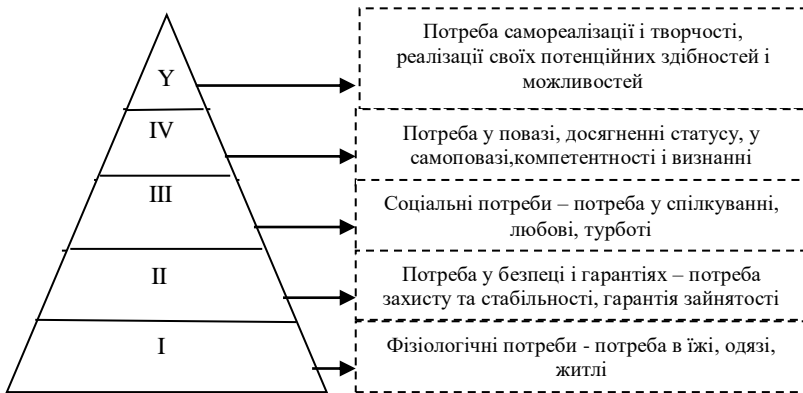 Y
Потреба самореалізації і творчості,
реалізації своїх потенційних здібностей і
можливостей
IV
Потреба у повазі, досягненні статусу, у
самоповазі,компетентності і визнанні
III
Соціальні потреби – потреба у спілкуванні,
любові, турботі
II
Потреба у безпеці і гарантіях – потреба
захисту та стабільності, гарантія зайнятості
I
Фізіологічні потреби - потреба в їжі, одязі,
житлі